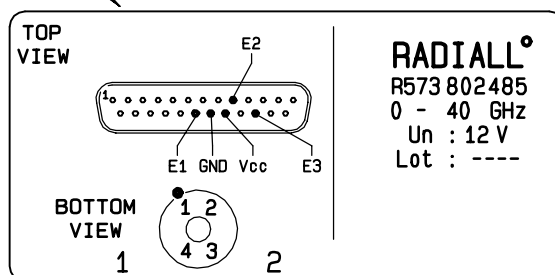 TOP
VIEW
E2
1
E1 GND Vcc E3
BOTTOM
VIEW
1 2
4 3
1 2
RADIALL°
R573 802485
0 - 40 GHz
Un : 12 V
Lot : ----